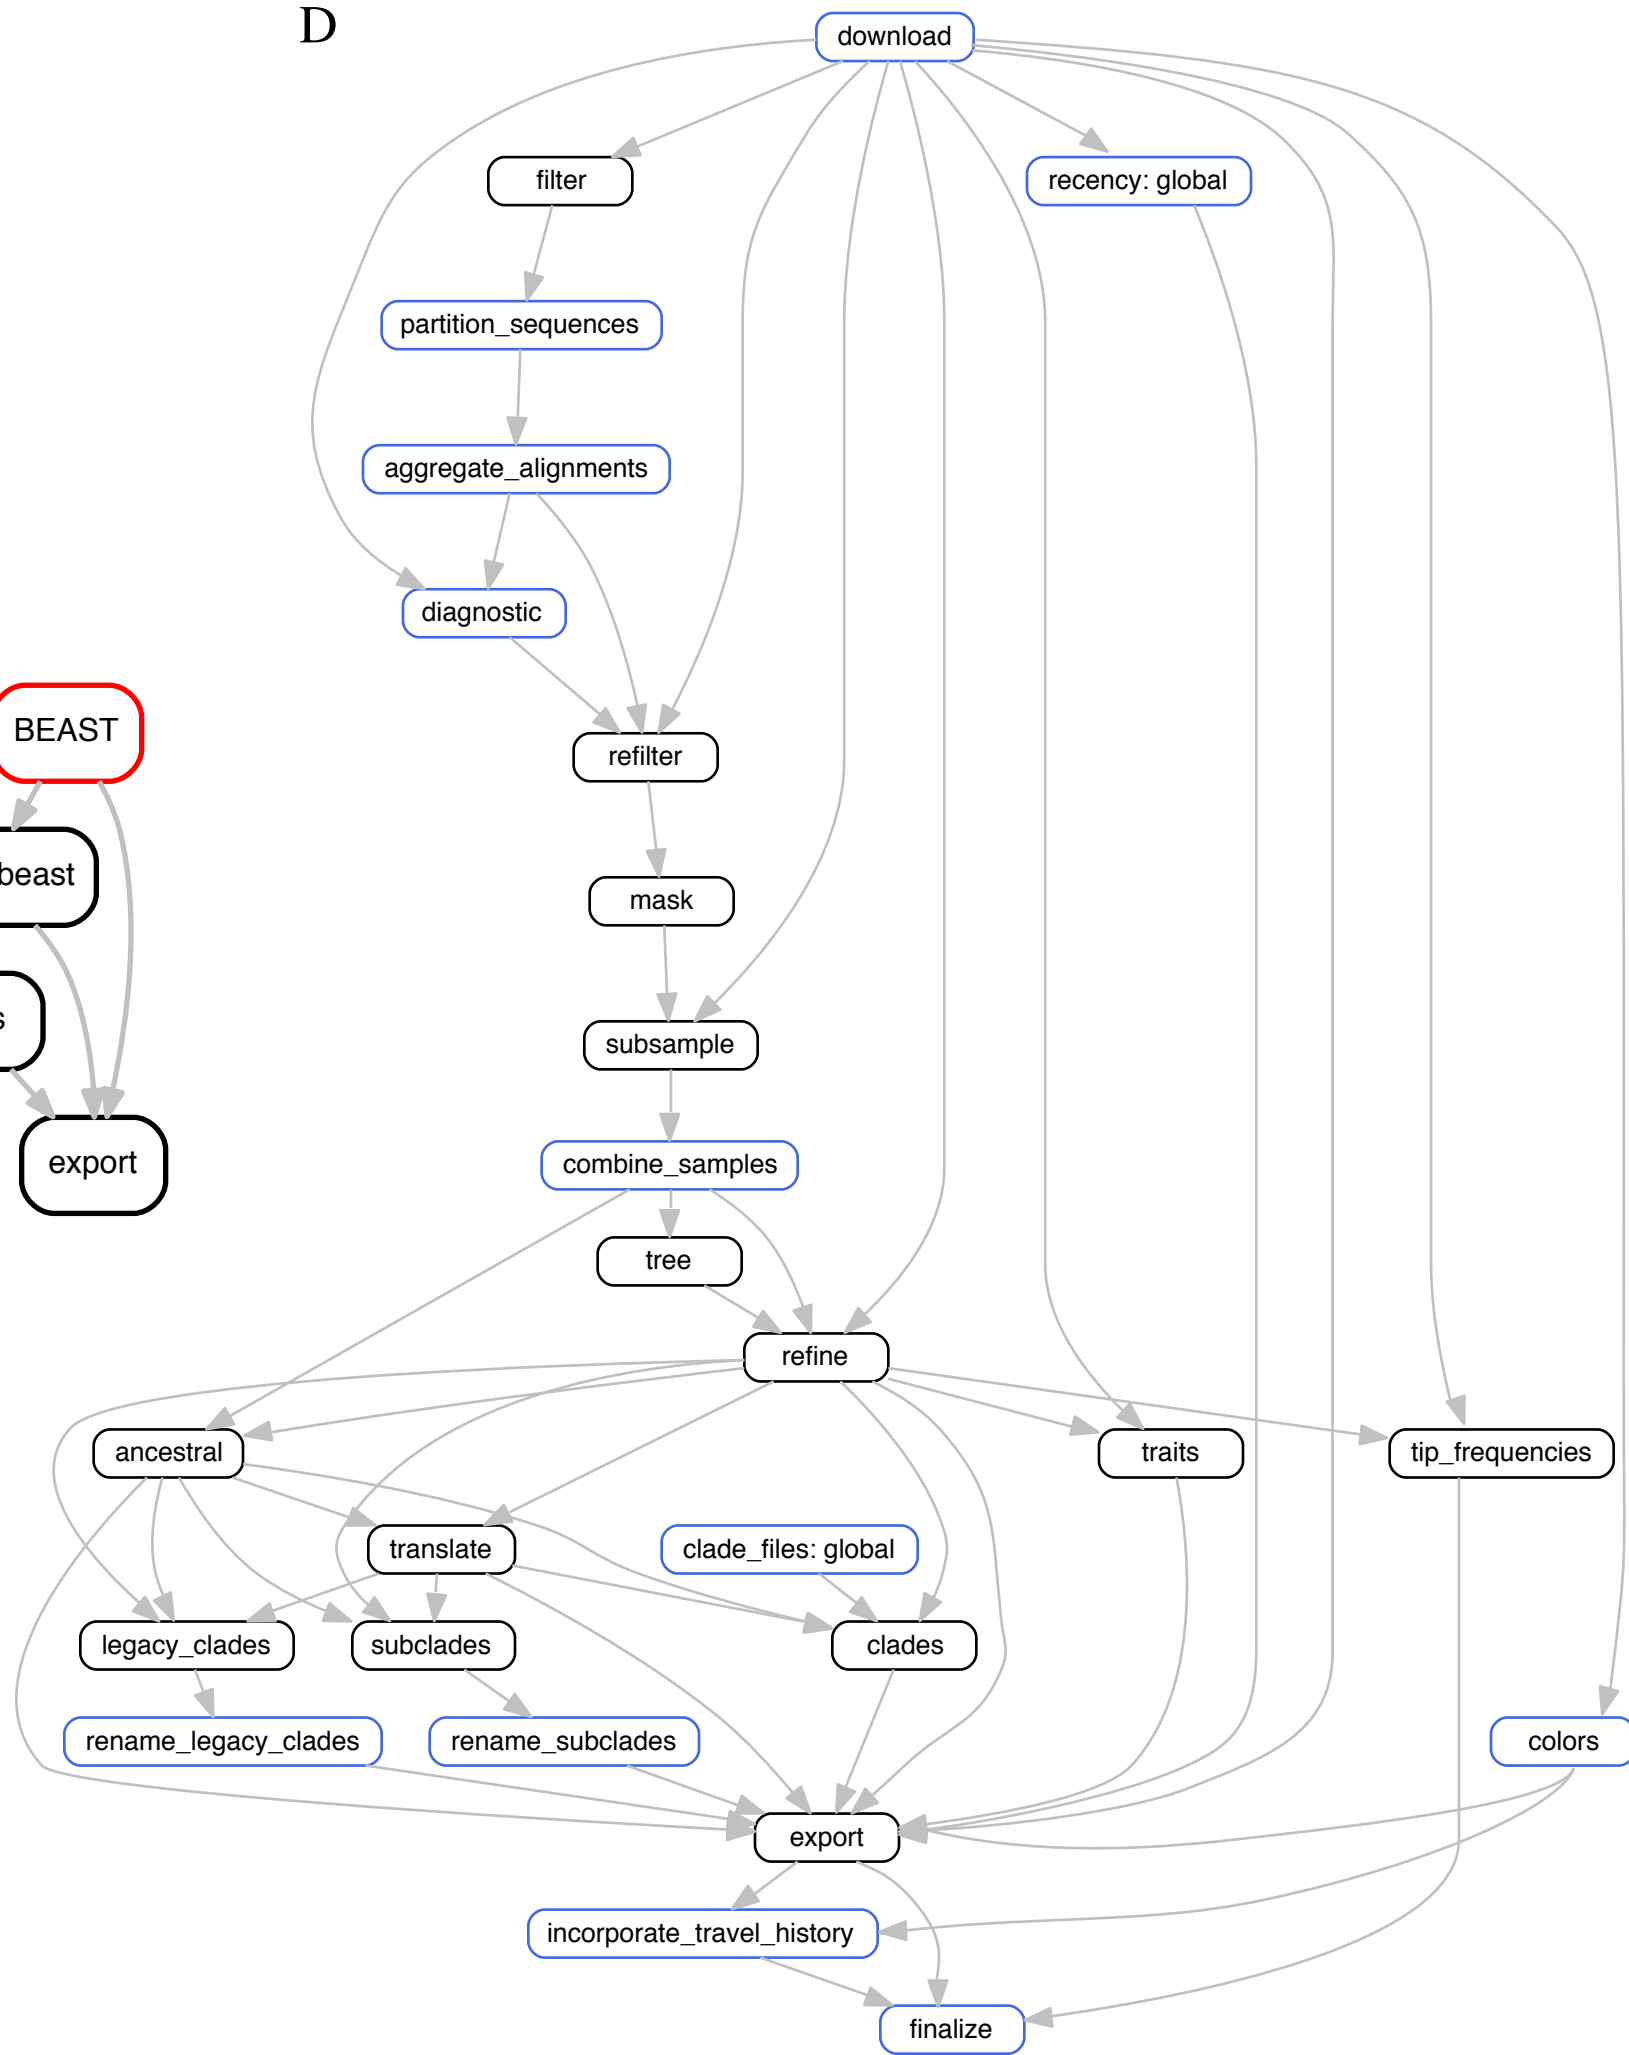 D
download
filter
recency: global
partition_sequences
aggregate_alignments
diagnostic
BEAST
refilter
beast
mask
s
subsample
export
combine_samples
tree
refine
ancestral
traits
tip_frequencies
translate
clade_files: global
legacy_clades
subclades
clades
rename_legacy_clades
rename_subclades
colors
export
incorporate_travel_history
finalize